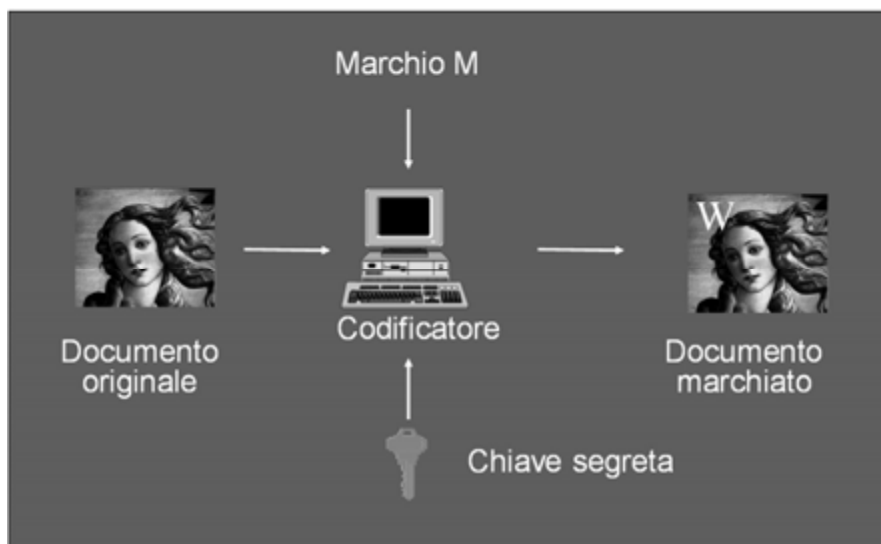 Marchio M
W
Codificatore
Documento
originale
Documento
marchiato
Chiave segreta